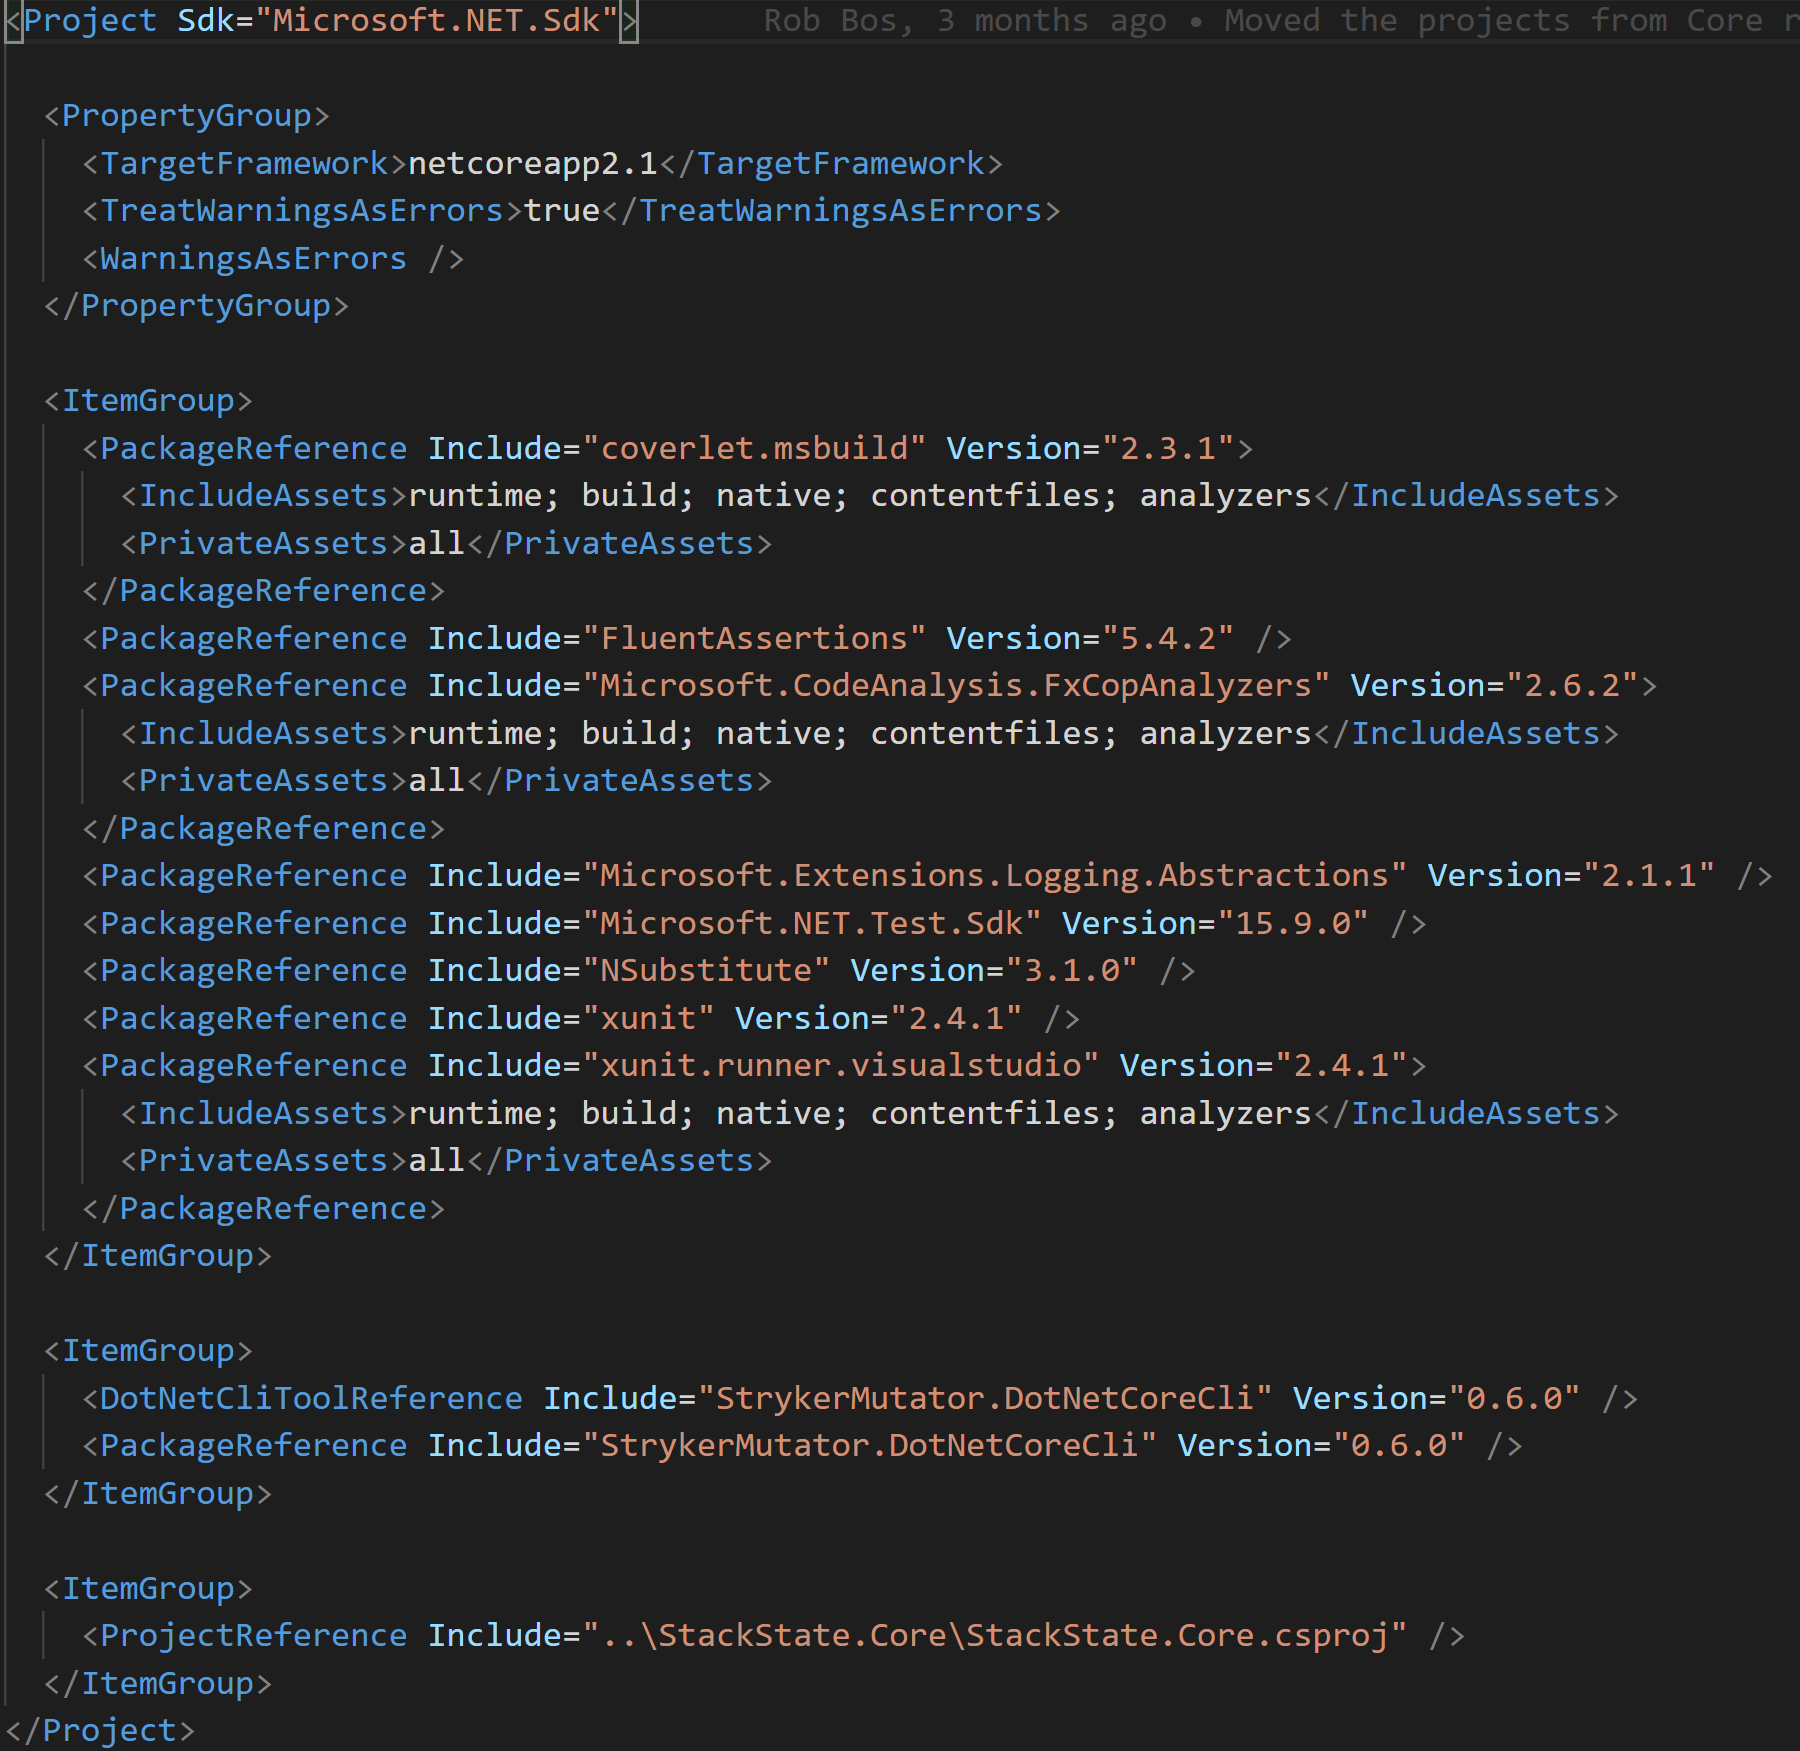 <Project Sdk="Microsoft.NET.Sdk"> Rob Bos, 3 months ago • Moved the projects from Core
<PropertyGroup>
<TargetFramework>netcoreapp2.1</TargetFramework>
<TreatWarningsAsErrors>true</TreatWarningsAsErrors>
<WarningsAsErrors />
</PropertyGroup>
<ItemGroup>
<PackageReference Include="coverlet.msbuild" Version="2.3.1">
<IncludeAssets>runtime; build; native; contentfiles; analyzers</IncludeAssets>
<PrivateAssets>all</PrivateAssets>
</PackageReference>
<PackageReference Include="FluentAssertions" Version="5.4.2" />
<PackageReference Include="Microsoft.CodeAnalysis.FxCopAnalyzers" Version="2.6.2">
<IncludeAssets>runtime; build; native; contentfiles; analyzers</IncludeAssets>
<PrivateAssets>all</PrivateAssets>
</PackageReference>
<PackageReference Include="Microsoft.Extensions.Logging.Abstractions" Version="2.1.1" />
<PackageReference Include="Microsoft.NET.Test.Sdk" Version="15.9.0" />
<PackageReference Include="NSubstitute" Version="3.1.0" />
<PackageReference Include="xunit" Version="2.4.1" />
<PackageReference Include="xunit.runner.visualstudio" Version="2.4.1">
<IncludeAssets>runtime; build; native; contentfiles; analyzers</IncludeAssets>
<PrivateAssets>all</PrivateAssets>
</PackageReference>
</ItemGroup>
<ItemGroup>
<DotNetCliToolReference Include="StrykerMutator.DotNetCoreCli" Version="0.6.0" />
<PackageReference Include="StrykerMutator.DotNetCoreCli" Version="0.6.0" />
</ItemGroup>
<ItemGroup>
<ProjectReference Include="..\StackState.Core\StackState.Core.csproj" />
</ItemGroup>
</Project>